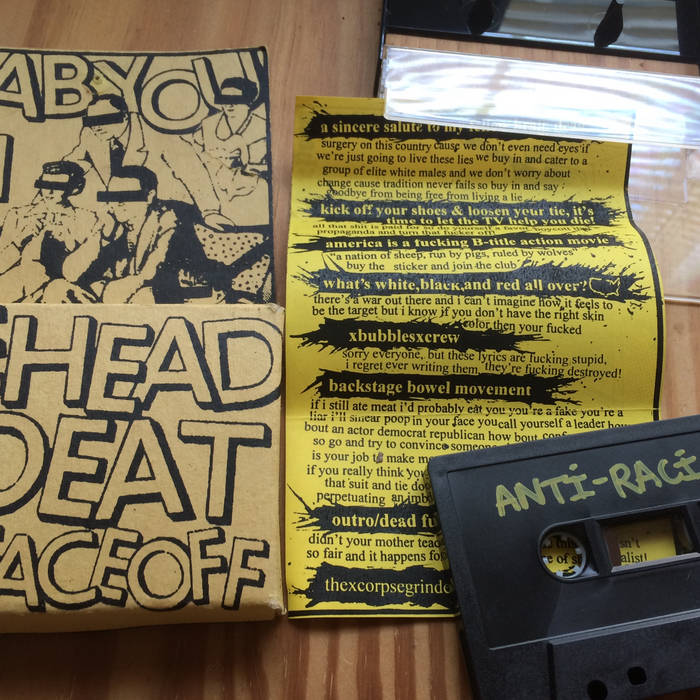 ABYOU
EHEAD
DEAT
ACEOFF
a sincere salute to my
surgery on this country cause we don't even need eyes if
we're just going to live these lies we buy in and cater to a
group of elite white males and we don't worry about
change cause tradition never fails so buy in and say :
goodbye from being free from living a lie
kick off your shoes & loosen your tie, it's
time to let the TV help you die!
all that shit is paid for so do yourself a favor boycott this
propaganda and turn that fucker off
america is a fucking B-title action movie
"a nation of sheep, run by pigs, ruled by wolves"
buy the sticker and join the club
what's white,black,and red all over?
there's a war out there and i can't imagine how it feels to
be the target but i know if you don't have the right skin
color then your fucked
xbubblesxcrew
sorry everyone, but these lyrics are fucking stupid,
i regret ever writing them, they're fucking destroyed!
backstage bowel movement
if i still ate meat i'd probably eat you you're a fake you're a
liar i'll smear poop in your face you call yourself a leader how
bout an actor democrat republican how bout
so go and try to convince someone
is your job to make m
if you really think you
that suit and tie do
perpetuating an imb
outro/dead fu
didn't your mother teac
so fair and it happens fo
thexcorpsegrindo
ANTI-RACI
sn't
e of s
alist!